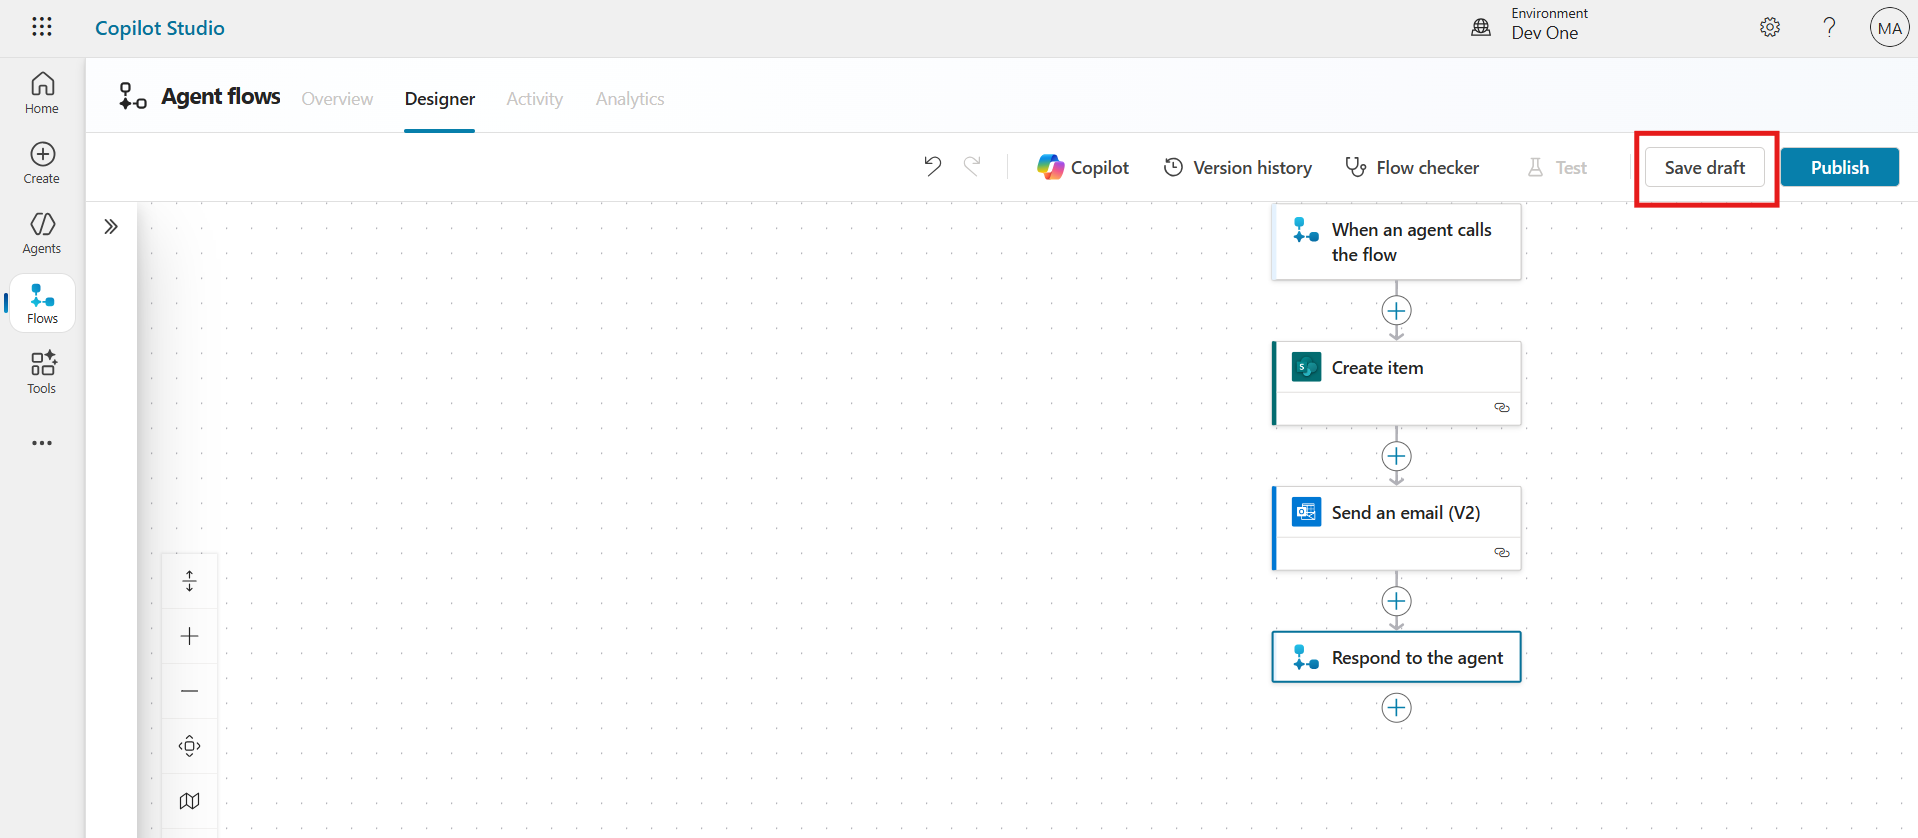 Copilot Studio
Environment
Dev One
MA
Home
Create
Agents
Flows
Tools
Agent flows
Overview
Designer
Activity
Analytics
Copilot
Version history
Flow checker
Test
Save draft
Publish
When an agent calls
the flow
Create item
Send an email (V2)
Respond to the agent